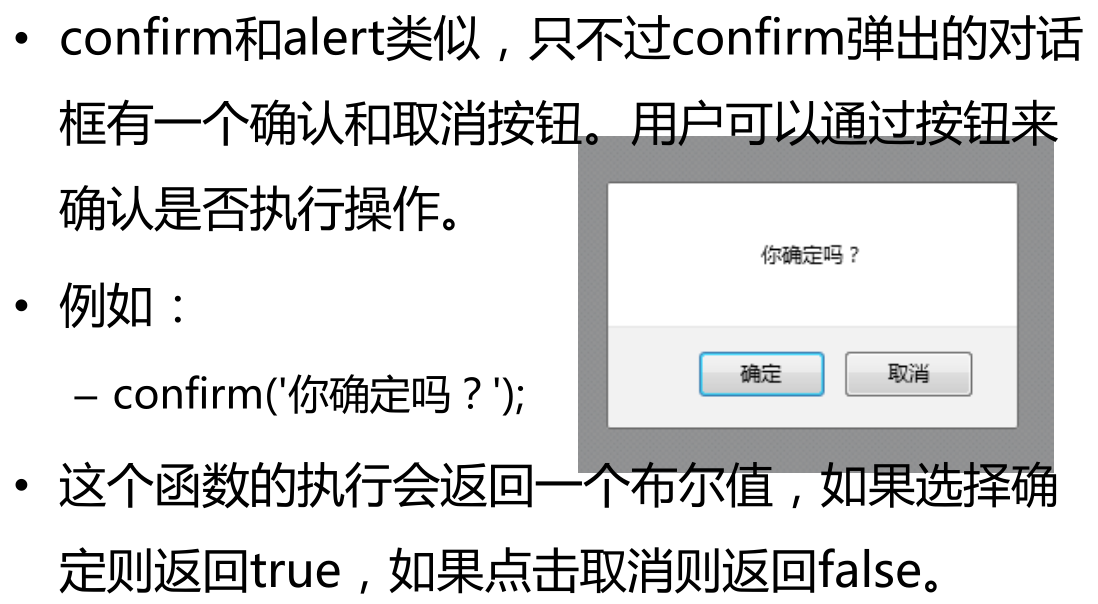 • confirm和alert类似，只不过confirm弹出的对话
框有一个确认和取消按钮。用户可以通过按钮来
确认是否执行操作。
你确定吗？
确定 取消
• 例如：
– confirm('你确定吗？');
• 这个函数的执行会返回一个布尔值，如果选择确
定则返回true，如果点击取消则返回false。